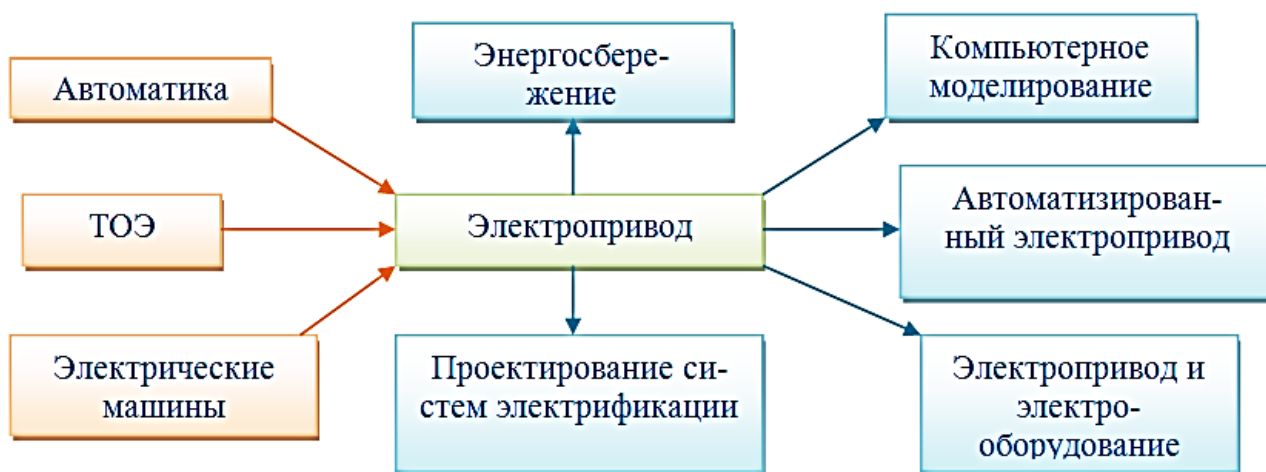 Автоматика
ТОЭ
Электрические
машины
Энергосбере-
жение
Электропривод
Проектирование си-
стем электрификации
Компьютерное
моделирование
Автоматизирован-
ный электропривод
Электропривод и
электро-
оборудование